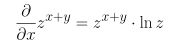 ∂/∂x z^{x+y} = z^{x+y} · ln z